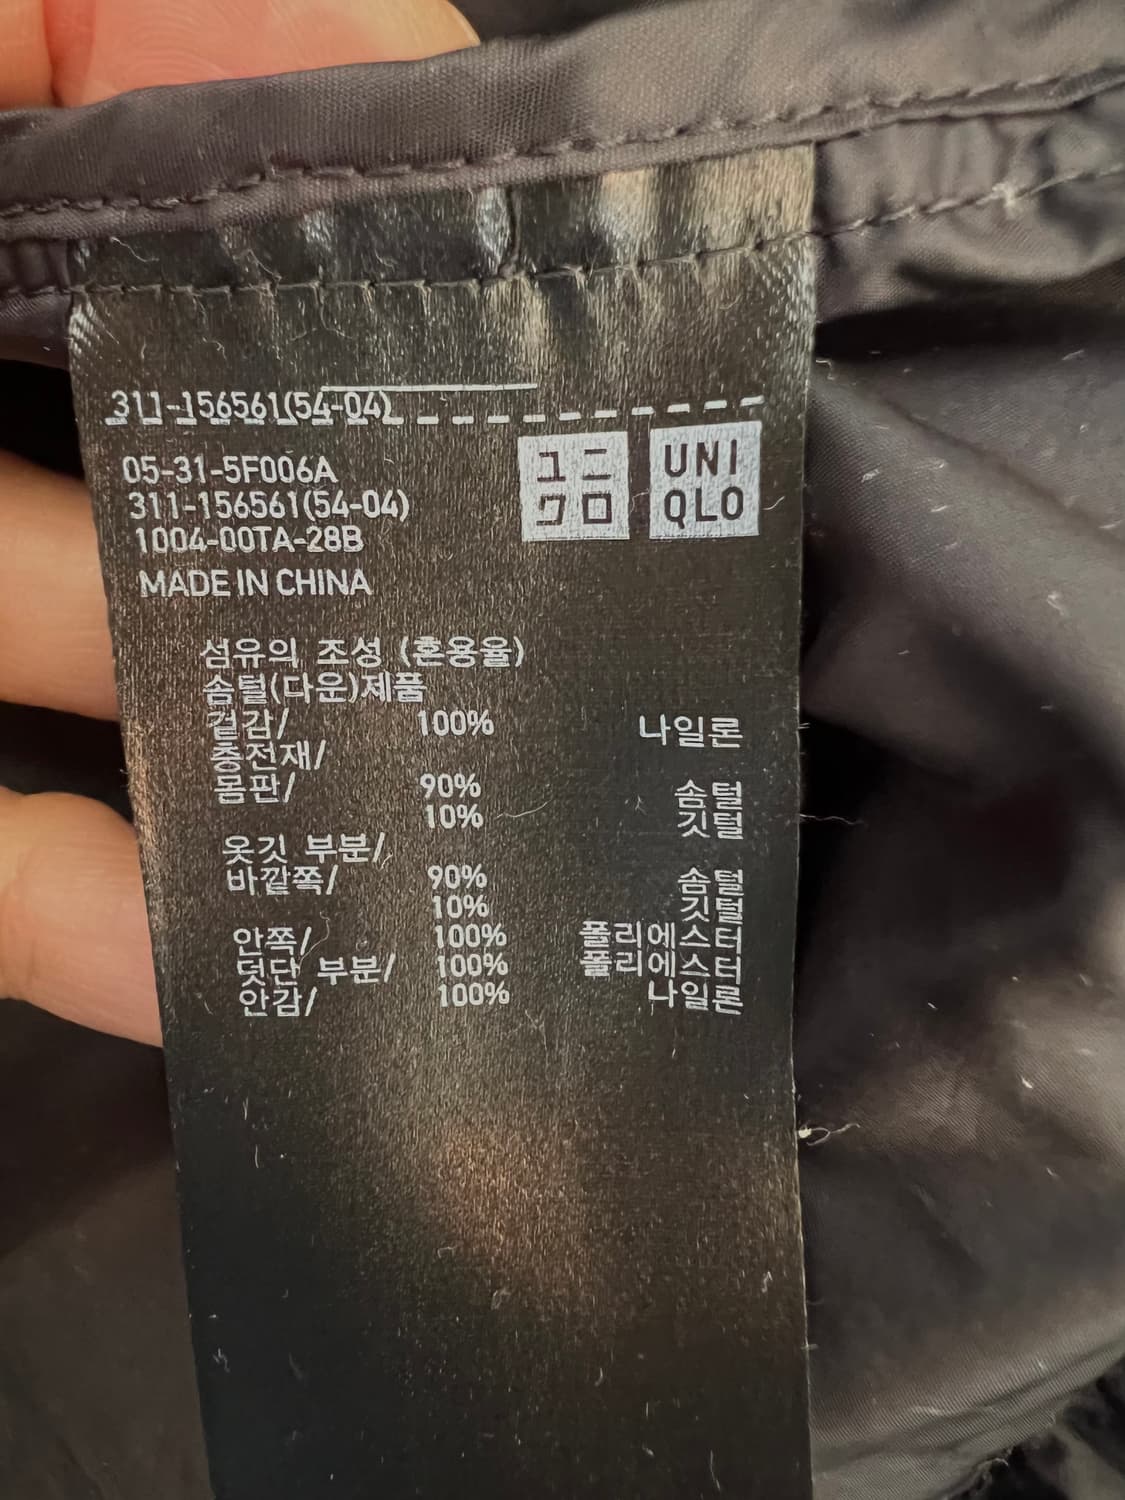 311-156561(54-04)
05-31-5F006A
311-156561(54-04)
1004-00TA-28B
MADE IN CHINA
ユニ
クロ
UNI
QLO
섬유의 조성 (혼용율)
솜털(다운)제품
겉감/ 100% 나일론
충전재/
몸판/ 90% 솜털
10% 깃털
옷깃 부분/
바깥쪽/ 90% 솜털
10% 깃털
안쪽/ 100% 폴리에스터
덧단 부분/ 100% 폴리에스터
안감/ 100% 나일론